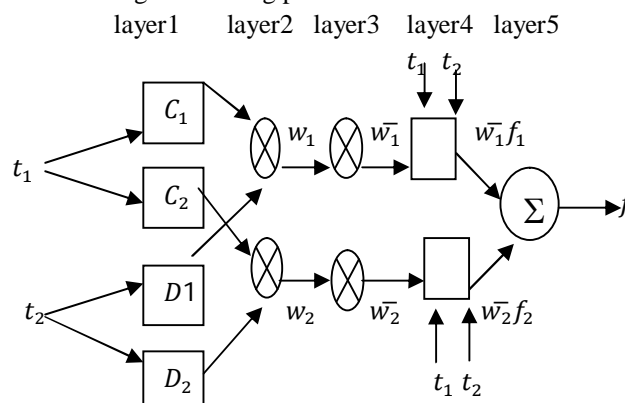 layer1 layer2 layer3 layer4 layer5
t₁ t₂
C₁
w₁ w̄₁ w̄₁f₁
t₁
C₂
Σ f
D1
t₂
w₂ w̄₂ w̄₂f₂
D₂
t₁ t₂